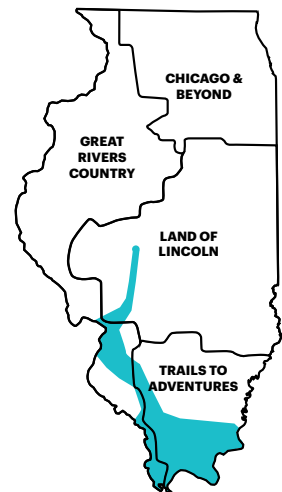 CHICAGO &
BEYOND
GREAT
RIVERS
COUNTRY
LAND OF
LINCOLN
TRAILS TO
ADVENTURES